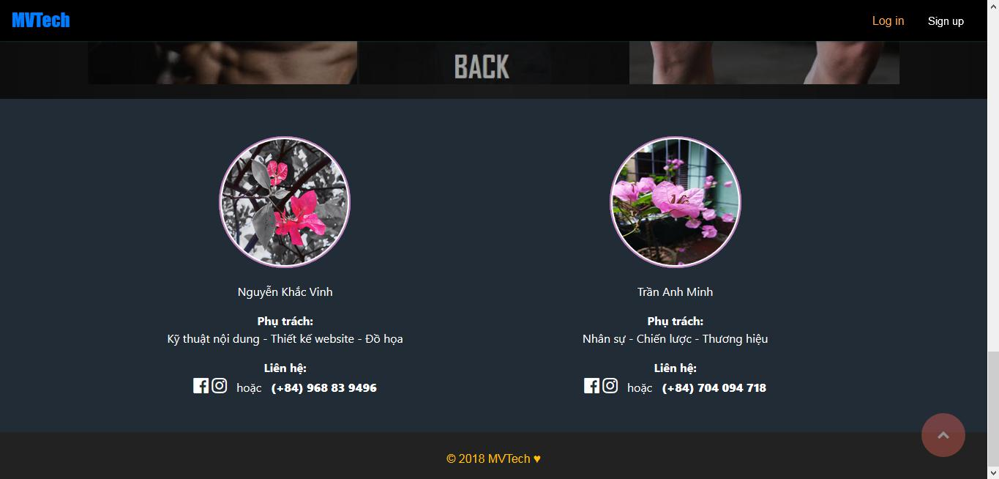 MVTech
Log in
Sign up
BACK
Nguyễn Khắc Vinh
Phụ trách:
Kỹ thuật nội dung - Thiết kế website - Đồ họa
Liên hệ:
hoặc (+84) 968 83 9496
Trần Anh Minh
Phụ trách:
Nhân sự - Chiến lược - Thương hiệu
Liên hệ:
hoặc (+84) 704 094 718
© 2018 MVTech ♥